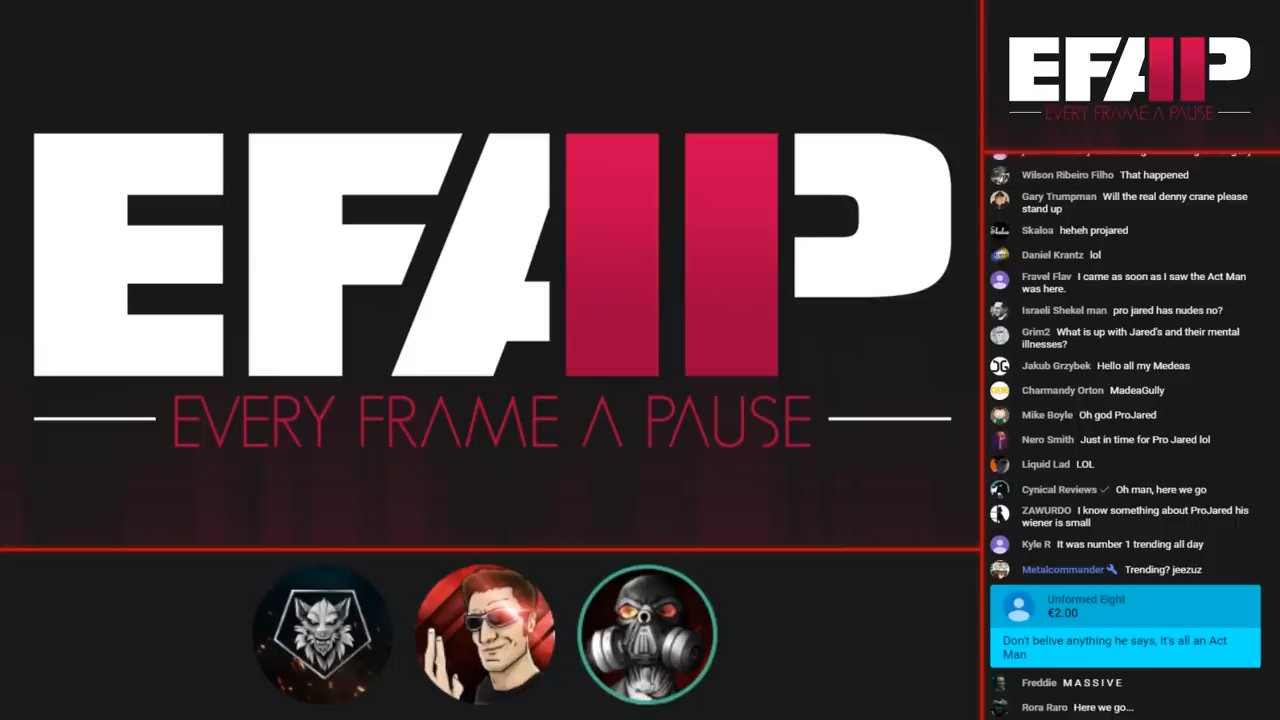 EFAP
EVERY FRAME A PAUSE
EFAP
EVERY FRAME A PAUSE
Wilson Ribeiro Filho That happened
Gary Trumpman Will the real denny crane please
stand up
Skaloa heheh projared
Daniel Krantz lol
Fravel Flav I came as soon as I saw the Act Man
was here.
Israeli Shekel man pro jared has nudes no?
Grim2 What is up with Jared's and their mental
illnesses?
Jakub Grzybek Hello all my Medeas
Charmandy Orton MadeaGully
Mike Boyle Oh god ProJared
Nero Smith Just in time for Pro Jared lol
Liquid Lad LOL
Cynical Reviews Oh man, here we go
ZAWURDO I know something about ProJared his
wiener is small
Kyle R It was number 1 trending all day
Metalcommander Trending? jeezuz
Unformed Eight
€2.00
Don't belive anything he says, it's all an Act
Man
Freddie M A S S I V E
Rora Raro Here we go...